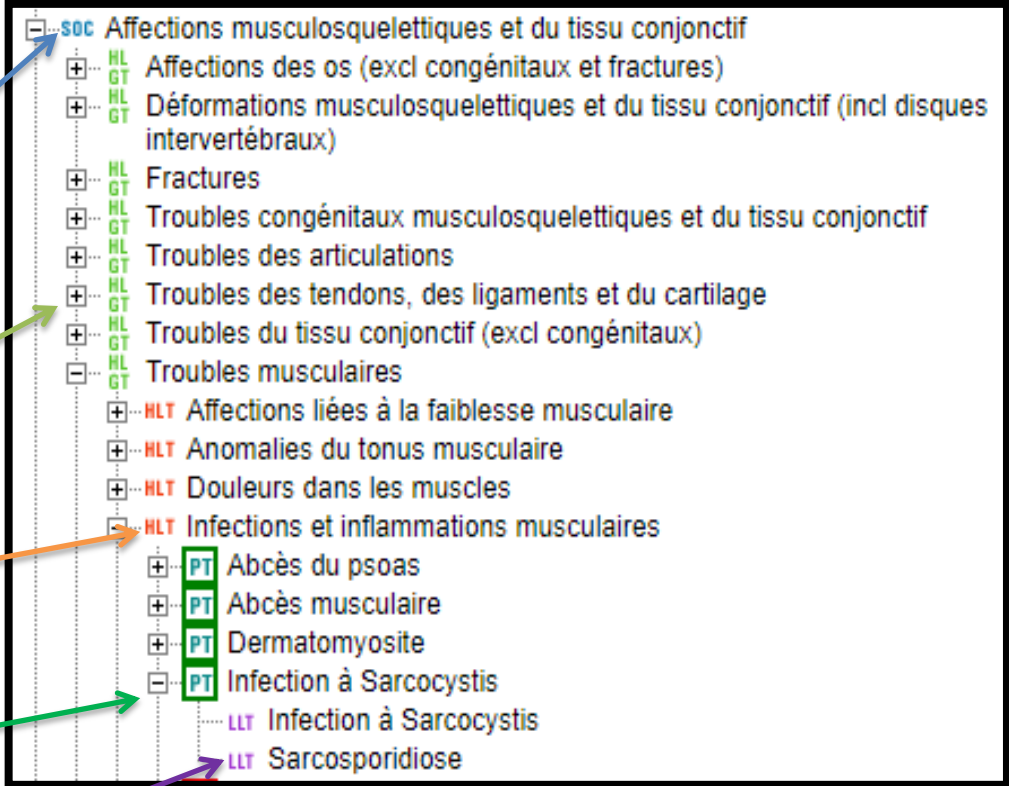 SOC Affections musculosquelettiques et du tissu conjonctif
HLGT Affections des os (excl congénitaux et fractures)
HLGT Déformations musculosquelettiques et du tissu conjonctif (incl disques
intervertébraux)
HLGT Fractures
HLGT Troubles congénitaux musculosquelettiques et du tissu conjonctif
HLGT Troubles des articulations
HLGT Troubles des tendons, des ligaments et du cartilage
HLGT Troubles du tissu conjonctif (excl congénitaux)
HLGT Troubles musculaires
HLT Affections liées à la faiblesse musculaire
HLT Anomalies du tonus musculaire
HLT Douleurs dans les muscles
HLT Infections et inflammations musculaires
PT Abcès du psoas
PT Abcès musculaire
PT Dermatomyosite
PT Infection à Sarcocystis
LLT Infection à Sarcocystis
LLT Sarcosporidiose